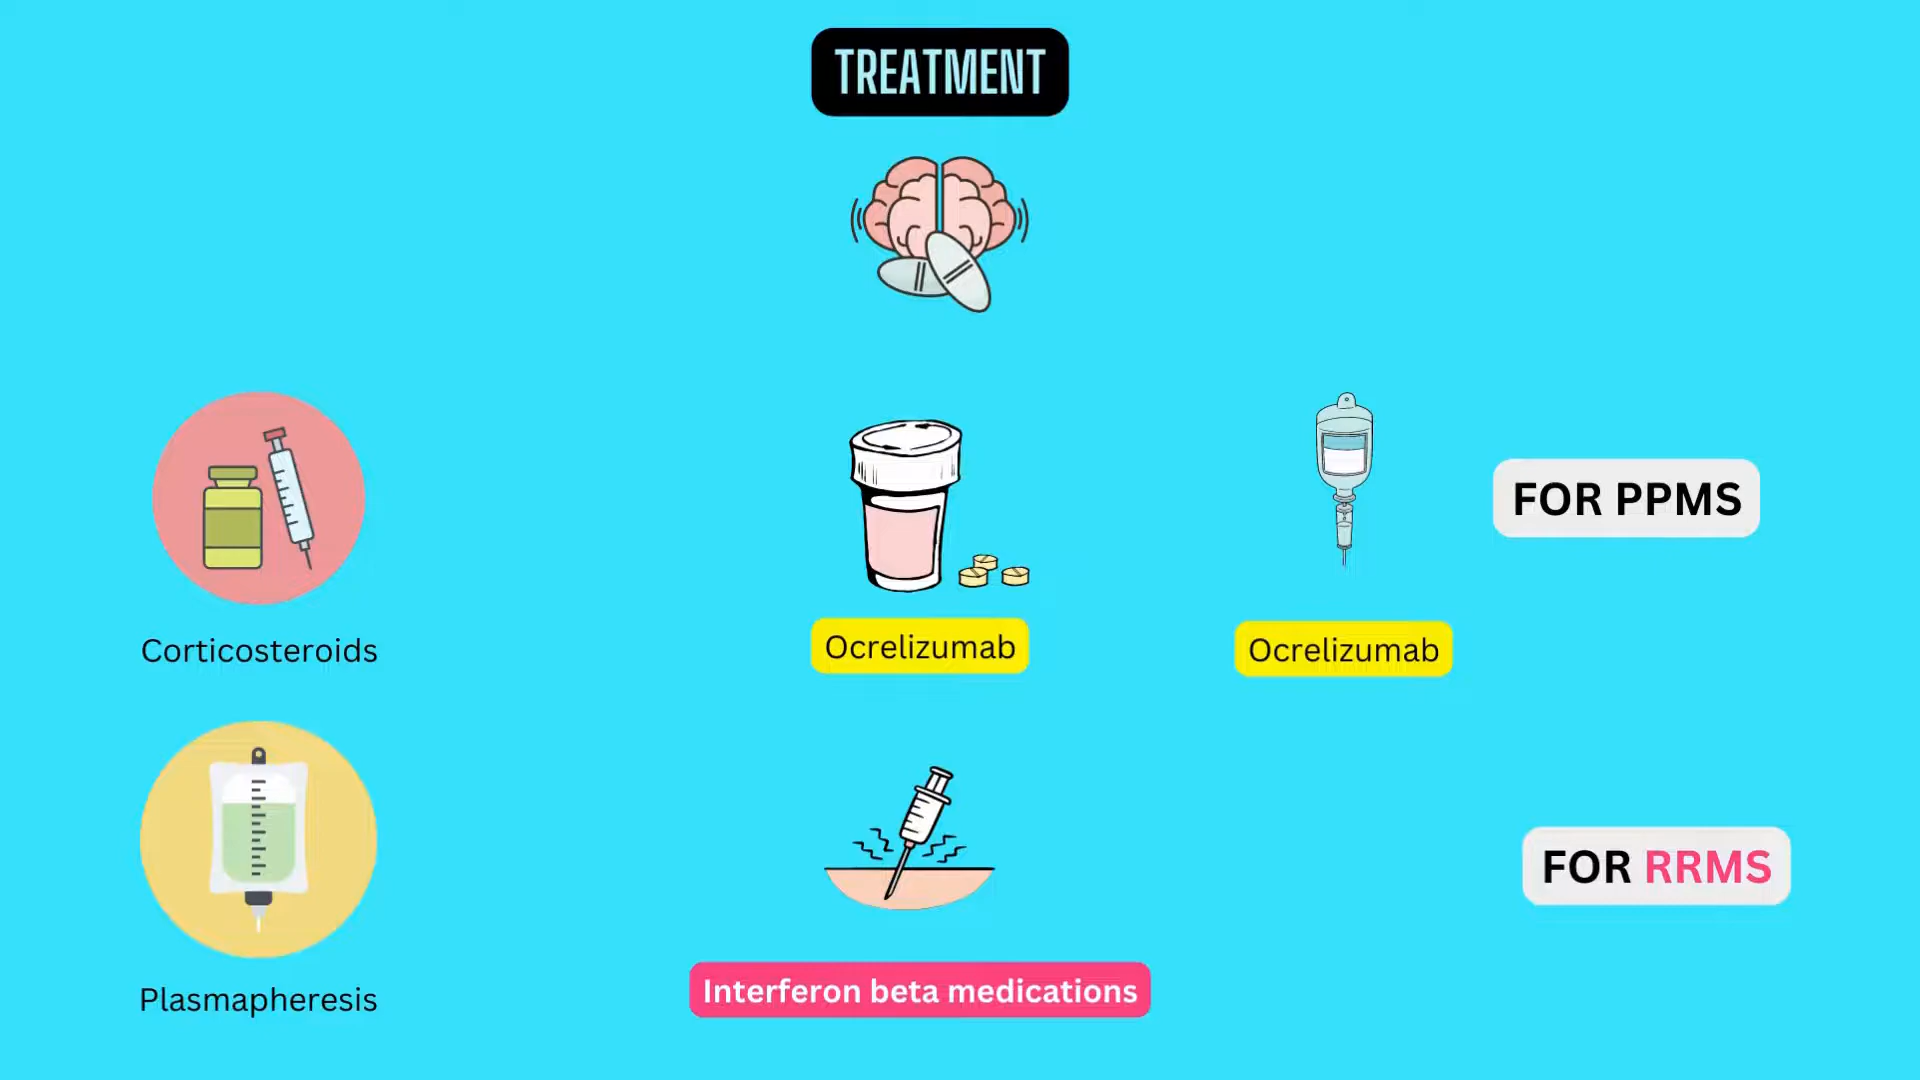 TREATMENT
FOR PPMS
Corticosteroids
Ocrelizumab
Ocrelizumab
FOR RRMS
Plasmapheresis
Interferon beta medications